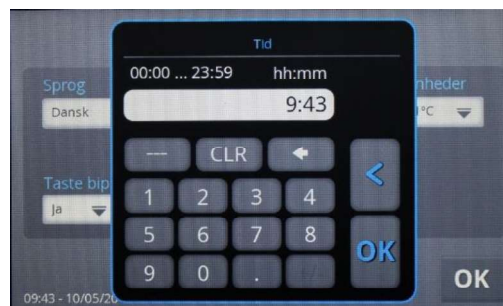 Tid
00:00 ... 23:59 hh:mm
9:43
Sprog
Dansk
°C
--- CLR
Taste bip
Ja
1 2 3 4
5 6 7 8
9 0 .
<
OK
OK
09:43 - 10/05/20